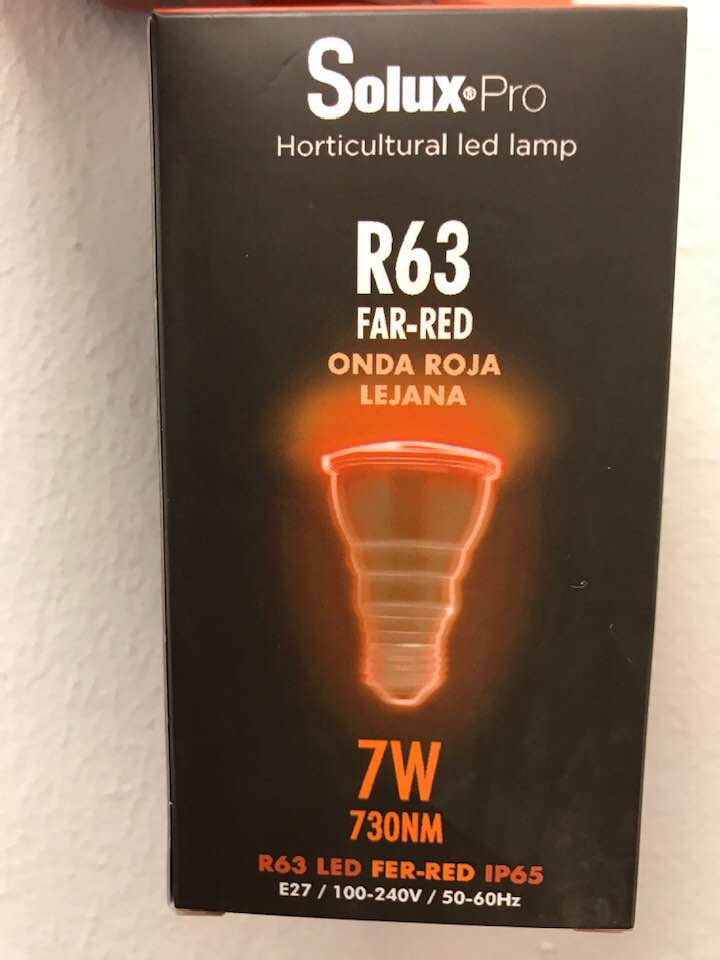 Solux® Pro
Horticultural led lamp
R63
FAR-RED
ONDA ROJA
LEJANA
7W
730NM
R63 LED FER-RED IP65
E27 / 100-240V / 50-60Hz